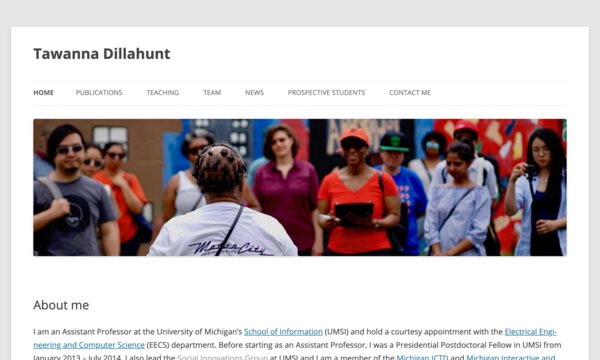 Tawanna Dillahunt
HOME PUBLICATIONS TEACHING TEAM NEWS PROSPECTIVE STUDENTS CONTACT ME
Motor City
About me
I am an Assistant Professor at the University of Michigan's School of Information (UMSI) and hold a courtesy appointment with the Electrical Engi-
neering and Computer Science (EECS) department. Before starting as an Assistant Professor, I was a Presidential Postdoctoral Fellow in UMSI from
January 2013 – July 2014. I also lead the Social Innovations Group at UMSI and I am a member of the Michigan ICTD and Michigan Interactive and